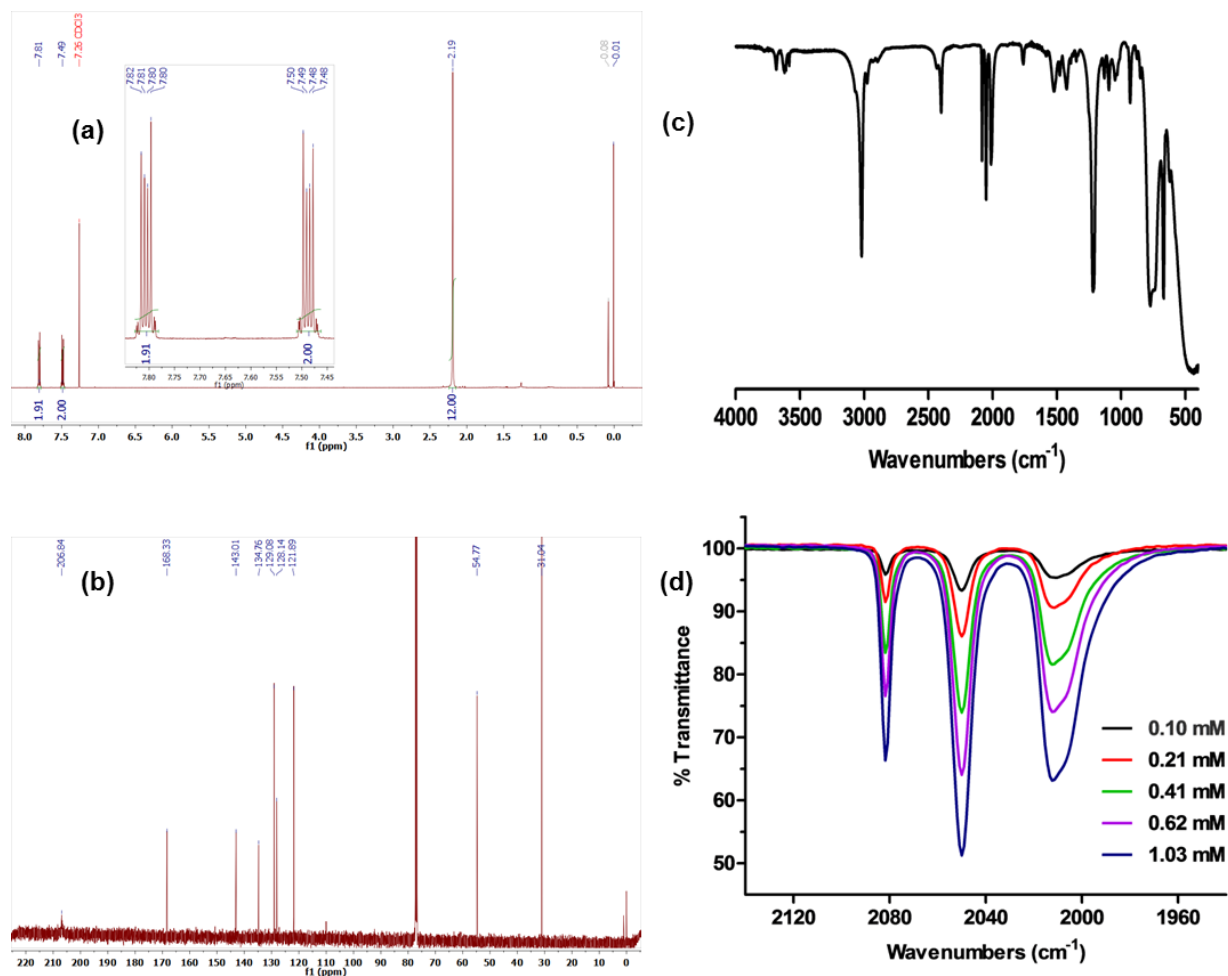 7.81
7.49
7.26 CDCl3
2.19
-0.08
-0.01
7.82
7.81
7.80
7.80
7.50
7.49
7.48
7.48
(a)
1.91
2.00
7.80 7.75 7.70 7.65 7.60 7.55 7.50 7.45
f1 (ppm)
1.91
2.00
12.00
8.0 7.5 7.0 6.5 6.0 5.5 5.0 4.5 4.0 3.5 3.0 2.5 2.0 1.5 1.0 0.5 0.0
f1 (ppm)
(c)
4000 3500 3000 2500 2000 1500 1000 500
Wavenumbers (cm⁻¹)
206.84
168.33
143.01
134.76
129.08
128.14
121.89
54.77
31.04
(b)
220 210 200 190 180 170 160 150 140 130 120 110 100 90 80 70 60 50 40 30 20 10 0
f1 (ppm)
(d)
100
90
80
70
60
50
% Transmittance
0.10 mM
0.21 mM
0.41 mM
0.62 mM
1.03 mM
2120 2080 2040 2000 1960
Wavenumbers (cm⁻¹)